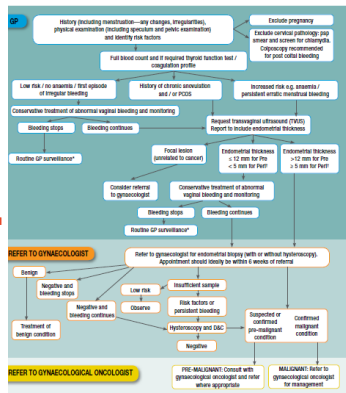 GP
History (including menstruation—any changes, irregularities),
physical examination (including speculum and pelvic examination)
and identify risk factors
Exclude pregnancy
Exclude cervical pathology: pap
smear and screen for chlamydia.
Colposcopy recommended
for post coital bleeding
Full blood count and if required thyroid function test /
coagulation profile
Low risk / no anaemia / first episode
of irregular bleeding
History of chronic anovulation
and / or PCOS
Increased risk e.g. anaemia /
persistent erratic menstrual bleeding
Conservative treatment of abnormal vaginal bleeding and monitoring
Bleeding stops
Bleeding continues
Request transvaginal ultrasound (TVUS)
Report to include endometrial thickness
Routine GP surveillance*
Focal lesion
(unrelated to cancer)
Endometrial thickness
≤ 12 mm for Pre
< 5 mm for Peri
Endometrial thickness
>12 mm for Pre
≥ 5 mm for Peri
Consider referral
to gynaecologist
Conservative treatment of abnormal
vaginal bleeding and monitoring
Bleeding stops
Bleeding continues
Routine GP surveillance*
REFER TO GYNAECOLOGIST
Refer to gynaecologist for endometrial biopsy (with or without hysteroscopy).
Appointment should ideally be within 6 weeks of referral
Benign
Negative and
bleeding stops
Negative and
bleeding continues
Low risk
Insufficient sample
Observe
Risk factors or
persistent bleeding
Suspected or
confirmed
pre-malignant
condition
Confirmed
malignant
condition
Treatment of
benign condition
Hysteroscopy and D&C
Negative
REFER TO GYNAECOLOGICAL ONCOLOGIST
PRE-MALIGNANT: Consult with
gynaecological oncologist and refer
where appropriate
MALIGNANT: Refer to
gynaecological oncologist
for management